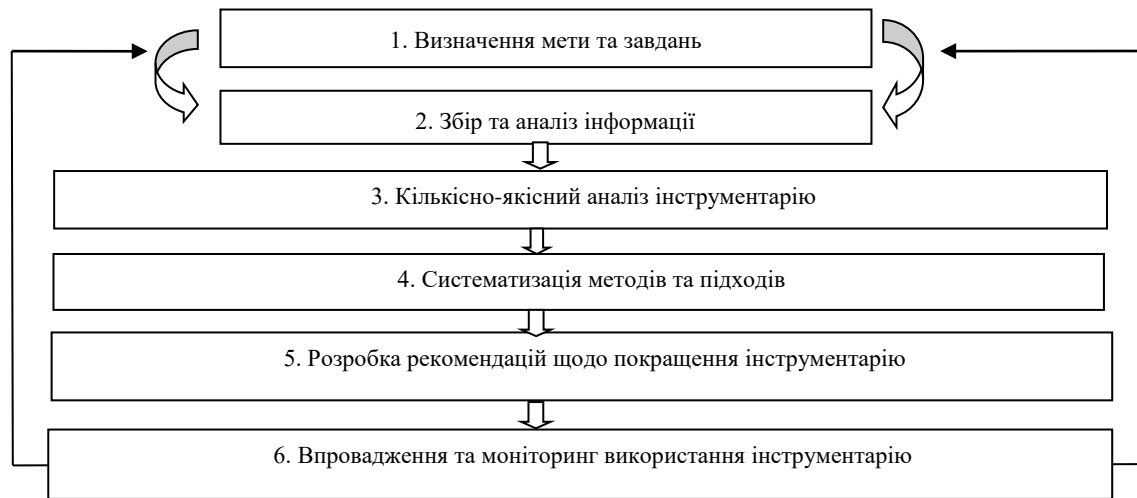 1. Визначення мети та завдань
2. Збір та аналіз інформації
3. Кількісно-якісний аналіз інструментарію
4. Систематизація методів та підходів
5. Розробка рекомендацій щодо покращення інструментарію
6. Впровадження та моніторинг використання інструментарію